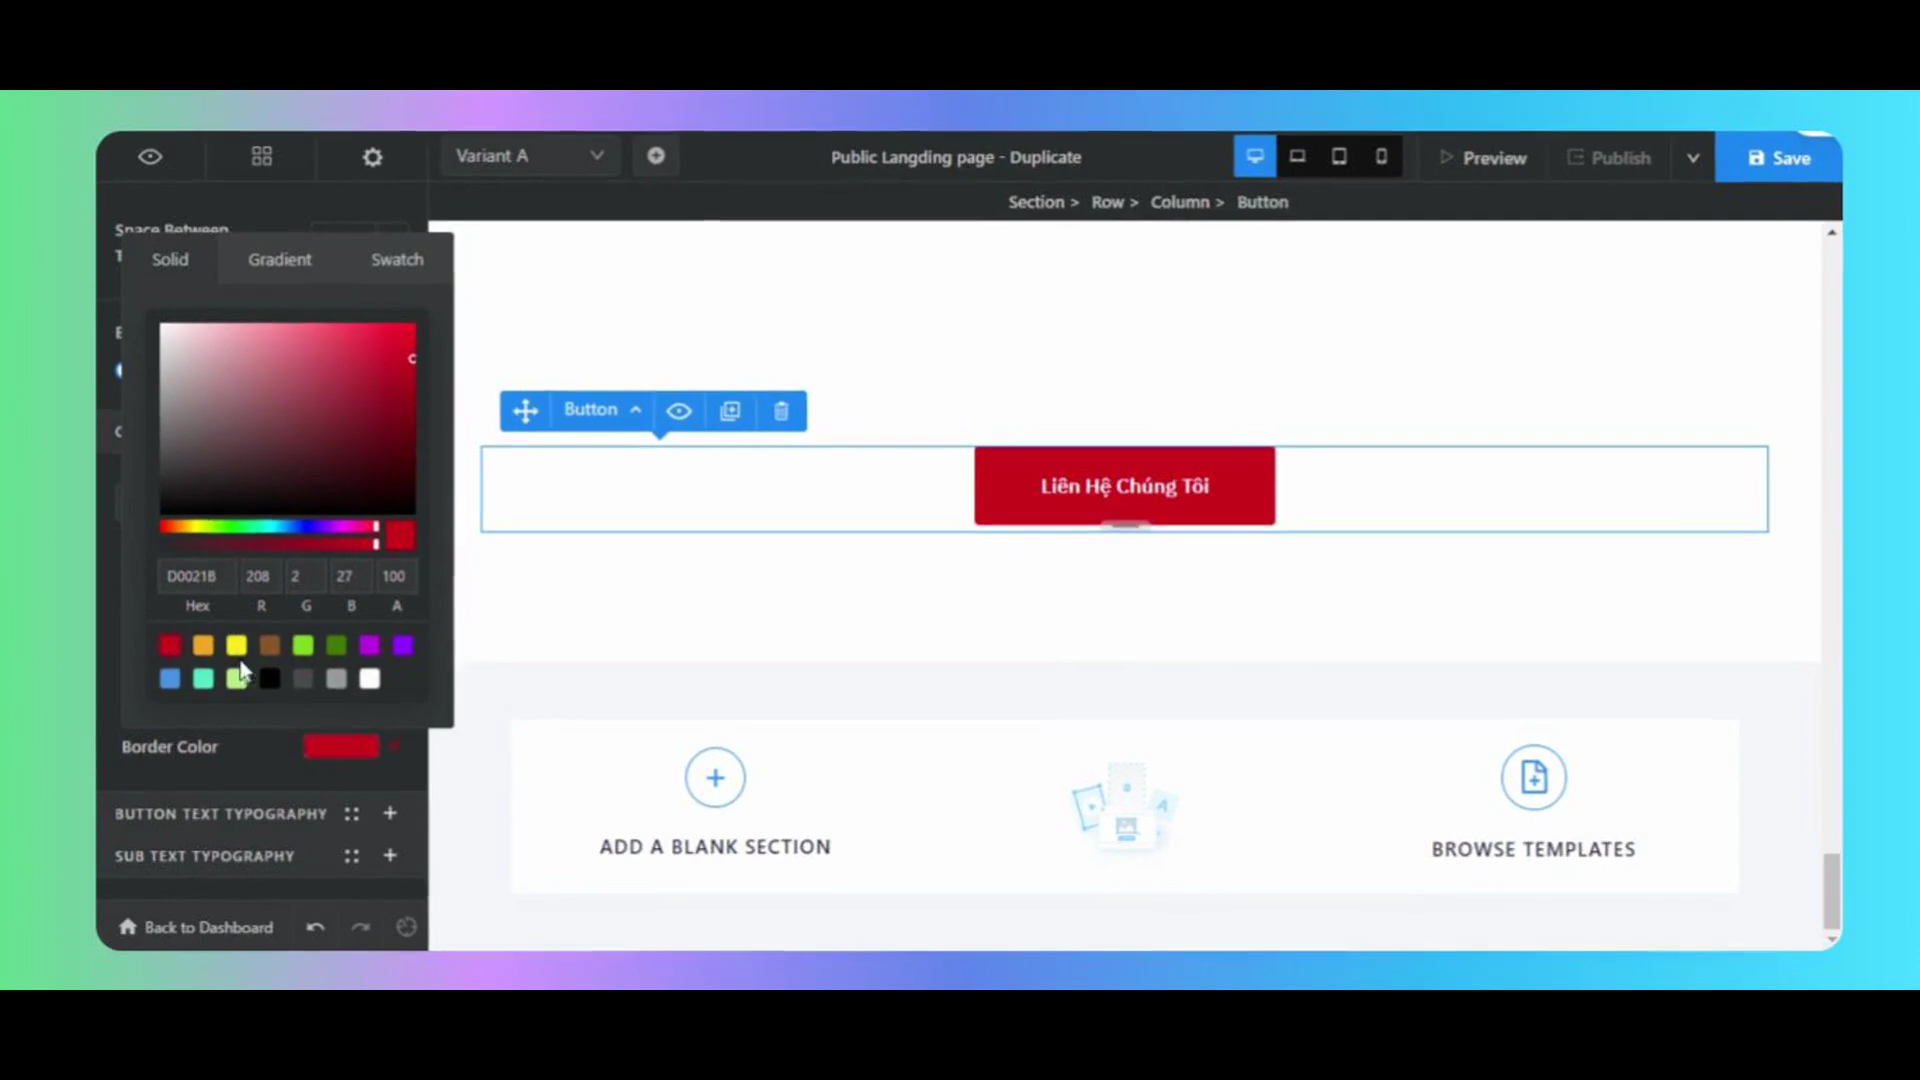 Variant A
Public Langding page - Duplicate
Preview
Publish
Save
Section > Row > Column > Button
Space Between
Solid
Gradient
Swatch
Button
Liên Hệ Chúng Tôi
D0021B 208 2 27 100
Hex R G B A
Border Color
ADD A BLANK SECTION
BROWSE TEMPLATES
BUTTON TEXT TYPOGRAPHY
SUB TEXT TYPOGRAPHY
Back to Dashboard